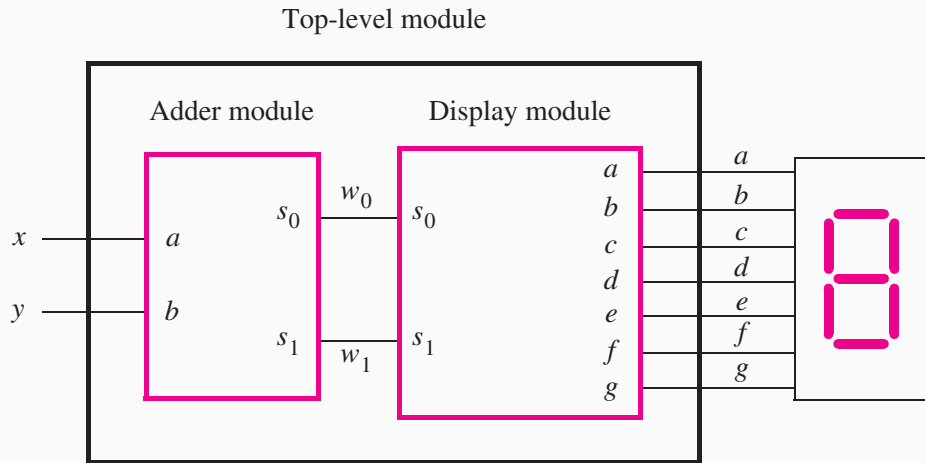 Top-level module
Adder module
Display module
x
y
a
b
s0
s1
w0
w1
s0
s1
a
b
c
d
e
f
g
a
b
c
d
e
f
g